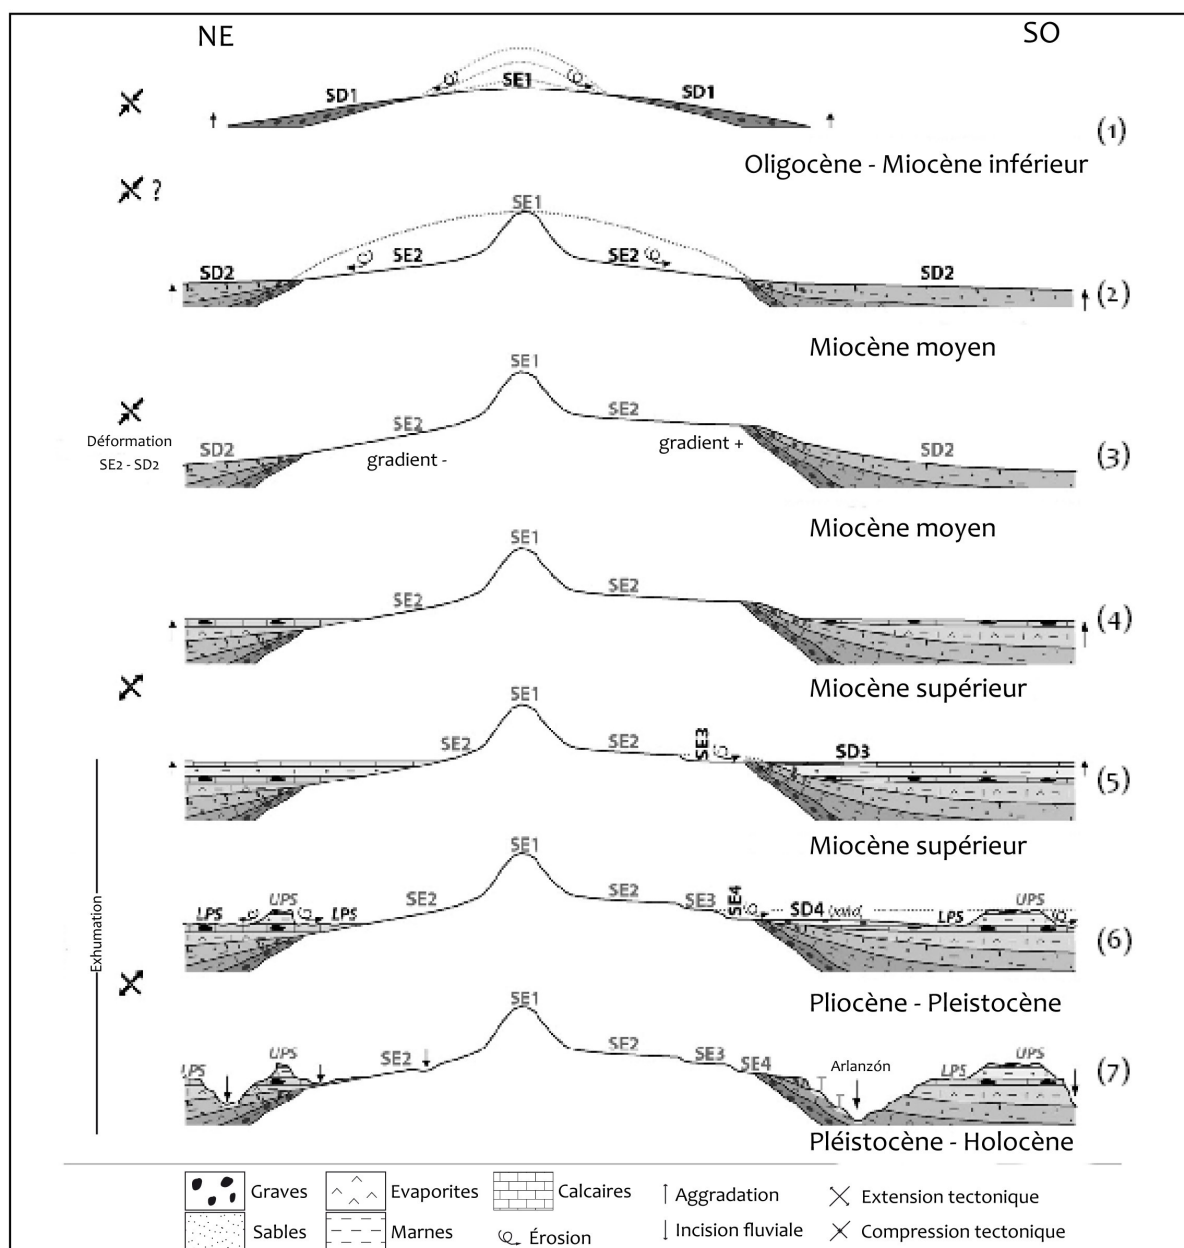 NE SO
SE1
SD1 SD1
(1)
Oligocène - Miocène inférieur
?
SE1
SE2 SE2
SD2 SD2
(2)
Miocène moyen
SE1
SE2 SE2
Déformation
SE2 - SD2
SD2 SD2
gradient - gradient +
(3)
Miocène moyen
SE1
SE2 SE2
(4)
Miocène supérieur
SE1
SE2 SE2 SE3 SD3
(5)
Miocène supérieur
Exhumation
SE1
SE2 SE2 SE3 SE4
LPS UPS LPS SD4 LPS UPS
(6)
Pliocène - Pleistocène
SE1
SE2 SE2 SE3 SE4
LPS UPS Arlanzón LPS UPS
(7)
Pléistocène - Holocène
Graves Evaporites Calcaires Aggradation Extension tectonique
Sables Marnes Érosion Incision fluviale Compression tectonique